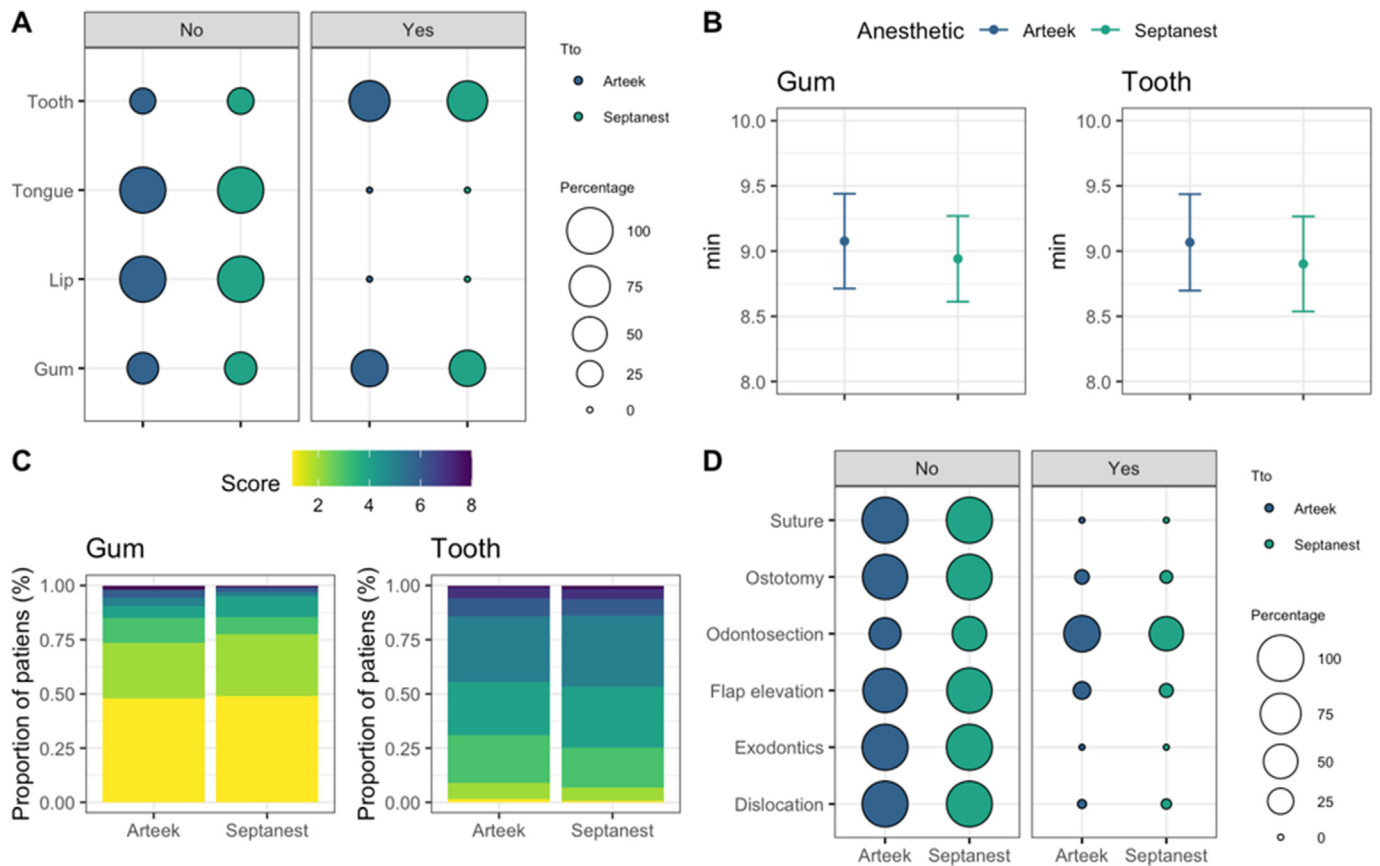 A
No
Yes
Tooth
Tongue
Lip
Gum
Tto
Arteek
Septanest
Percentage
100
75
50
25
0
B
Anesthetic
Arteek
Septanest
Gum
Tooth
min
10.0
9.5
9.0
8.5
8.0
min
10.0
9.5
9.0
8.5
8.0
C
Score
2 4 6 8
Gum
Tooth
Proportion of patiens (%)
1.00
0.75
0.50
0.25
0.00
Arteek Septanest
Proportion of patiens (%)
1.00
0.75
0.50
0.25
0.00
Arteek Septanest
D
No
Yes
Suture
Ostotomy
Odontosection
Flap elevation
Exodontics
Dislocation
Arteek Septanest
Arteek Septanest
Tto
Arteek
Septanest
Percentage
100
75
50
25
0